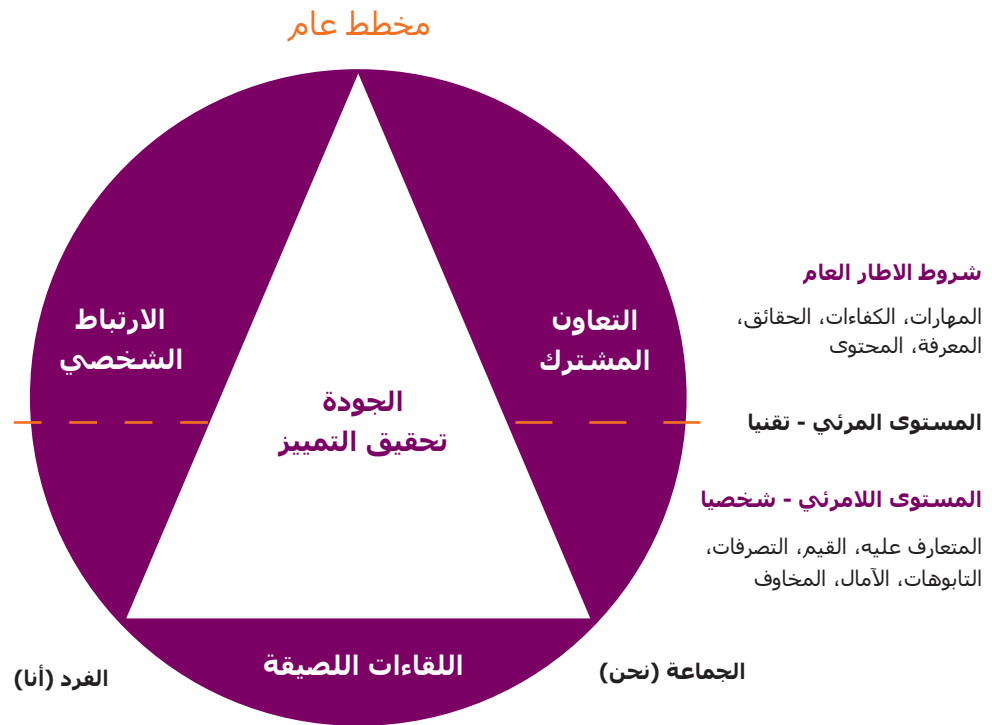 مخطط عام
شروط الاطار العام
المهارات، الكفاءات، الحقائق،
المعرفة، المحتوى
التعاون
المشترك
الارتباط
الشخصي
الجودة
تحقيق التمييز
المستوى المرئي - تقنيا
المستوى اللامرئي - شخصيا
المتعارف عليه، القيم، التصرفات،
التابوهات، الآمال، المخاوف
الجماعة (نحن)
اللقاءات اللصيقة
الفرد (أنا)